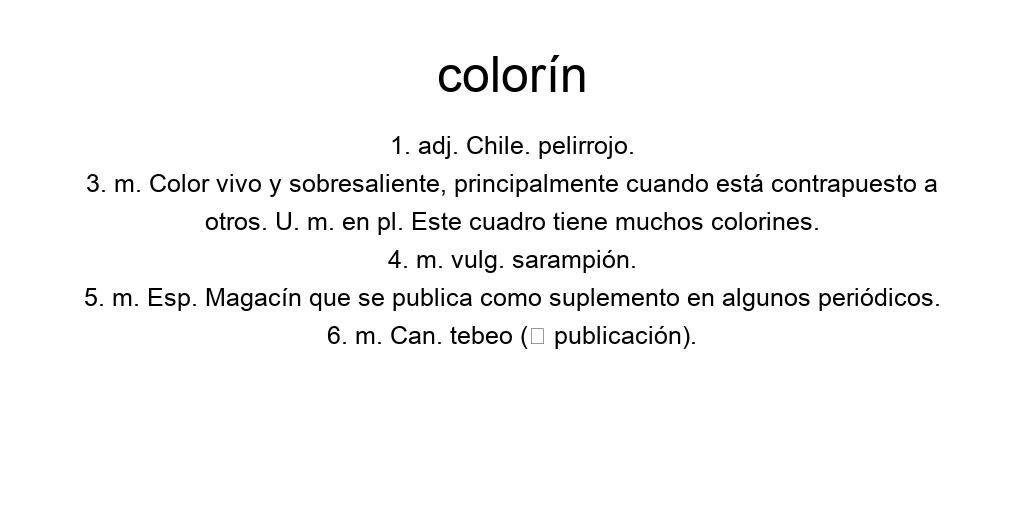 colorín
1. adj. Chile. pelirrojo.
3. m. Color vivo y sobresaliente, principalmente cuando está contrapuesto a
otros. U. m. en pl. Este cuadro tiene muchos colorines.
4. m. vulg. sarampión.
5. m. Esp. Magacín que se publica como suplemento en algunos periódicos.
6. m. Can. tebeo (▯ publicación).